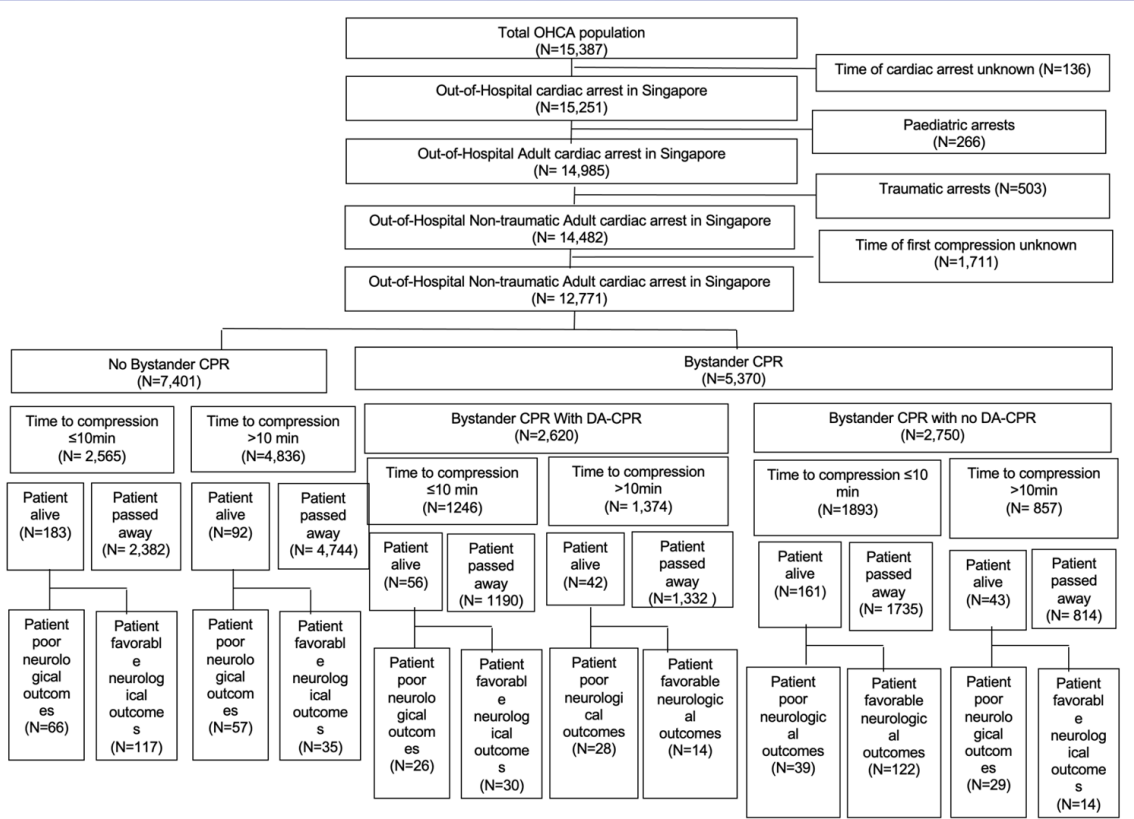 Total OHCA population
(N=15,387)
Time of cardiac arrest unknown (N=136)
Out-of-Hospital cardiac arrest in Singapore
(N=15,251)
Paediatric arrests
(N=266)
Out-of-Hospital Adult cardiac arrest in Singapore
(N= 14,985)
Traumatic arrests (N=503)
Out-of-Hospital Non-traumatic Adult cardiac arrest in Singapore
(N= 14,482)
Time of first compression unknown
(N=1,711)
Out-of-Hospital Non-traumatic Adult cardiac arrest in Singapore
(N= 12,771)
No Bystander CPR
(N=7,401)
Bystander CPR
(N=5,370)
Time to compression
≤10min
(N= 2,565)
Time to compression
>10 min
(N=4,836)
Bystander CPR With DA-CPR
(N=2,620)
Bystander CPR with no DA-CPR
(N=2,750)
Time to compression
≤10 min
(N=1246)
Time to compression
>10min
(N= 1,374)
Time to compression ≤10
min
(N=1893)
Time to compression
>10min
(N= 857)
Patient
alive
(N=183)
Patient
passed
away
(N= 2,382)
Patient
alive
(N=92)
Patient
passed
away
(N= 4,744)
Patient
alive
(N=56)
Patient
passed
away
(N= 1190)
Patient
alive
(N=42)
Patient
passed
away
(N=1,332 )
Patient
alive
(N=161)
Patient
passed
away
(N= 1735)
Patient
alive
(N=43)
Patient
passed
away
(N= 814)
Patient
poor
neurolo
gical
outcom
es
(N=66)
Patient
favorabl
e
neurolog
ical
outcome
s
(N=117)
Patient
poor
neurolo
gical
outcom
es
(N=57)
Patient
favorabl
e
neurolog
ical
outcome
s
(N=35)
Patient
poor
neurolo
gical
outcom
es
(N=26)
Patient
favorabl
e
neurolog
ical
outcome
s
(N=30)
Patient
poor
neurologi
cal
outcomes
(N=28)
Patient
favorable
neurologic
al
outcomes
(N=14)
Patient
poor
neurologic
al
outcomes
(N=39)
Patient
favorable
neurologic
al
outcomes
(N=122)
Patient
poor
neurolo
gical
outcom
es
(N=29)
Patient
favorabl
e
neurolog
ical
outcome
s
(N=14)